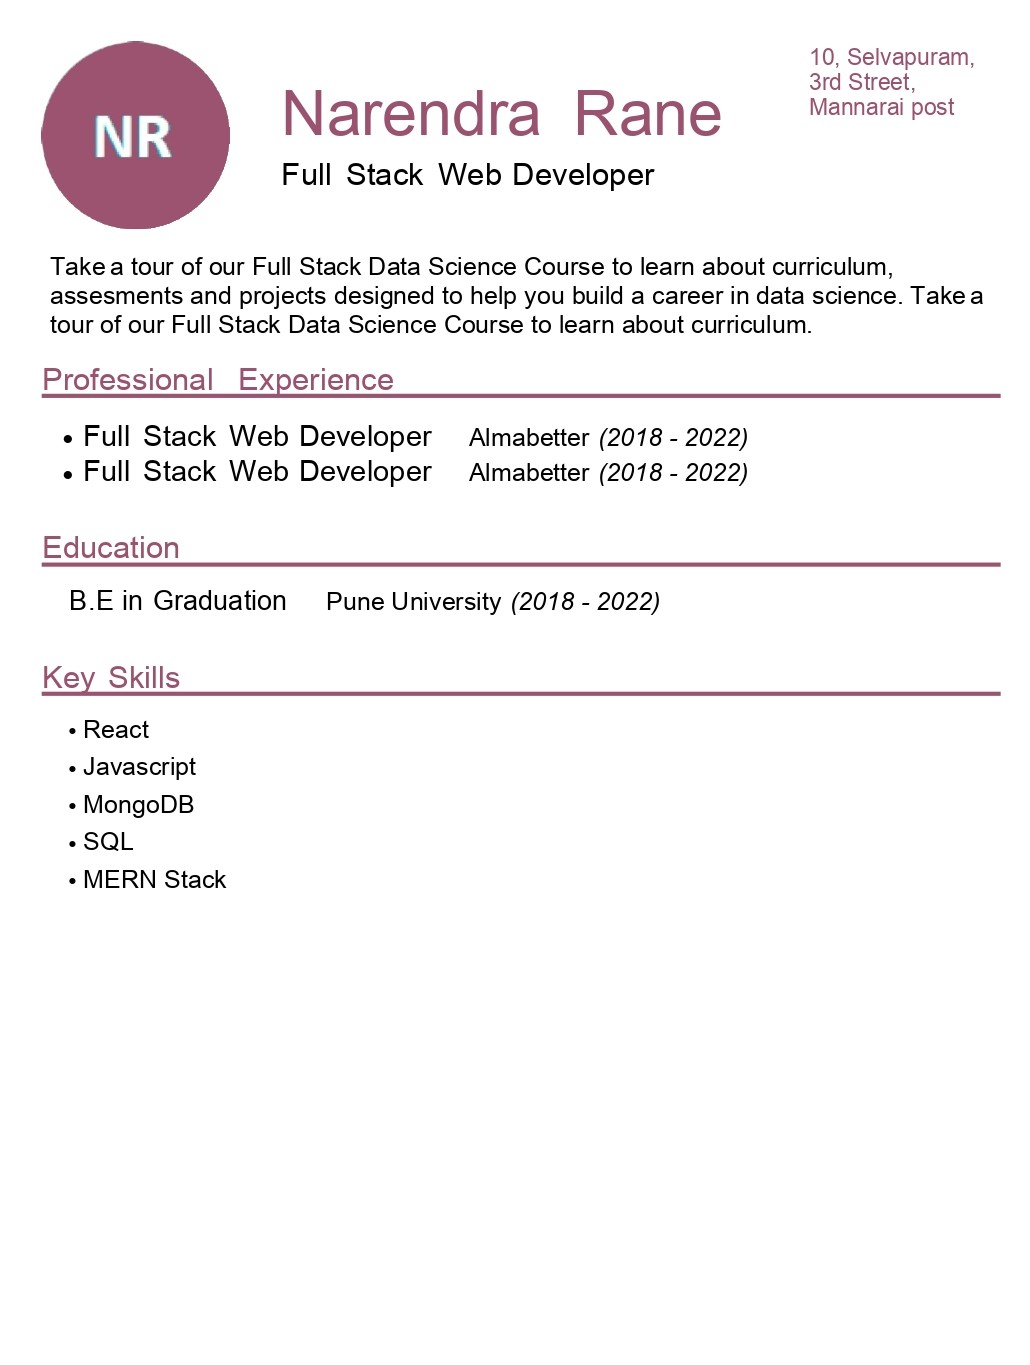 NR
Narendra Rane
Full Stack Web Developer
10, Selvapuram,
3rd Street,
Mannarai post
Take a tour of our Full Stack Data Science Course to learn about curriculum,
assesments and projects designed to help you build a career in data science. Take a
tour of our Full Stack Data Science Course to learn about curriculum.
Professional Experience
• Full Stack Web Developer Almabetter (2018 - 2022)
• Full Stack Web Developer Almabetter (2018 - 2022)
Education
B.E in Graduation Pune University (2018 - 2022)
Key Skills
• React
• Javascript
• MongoDB
• SQL
• MERN Stack